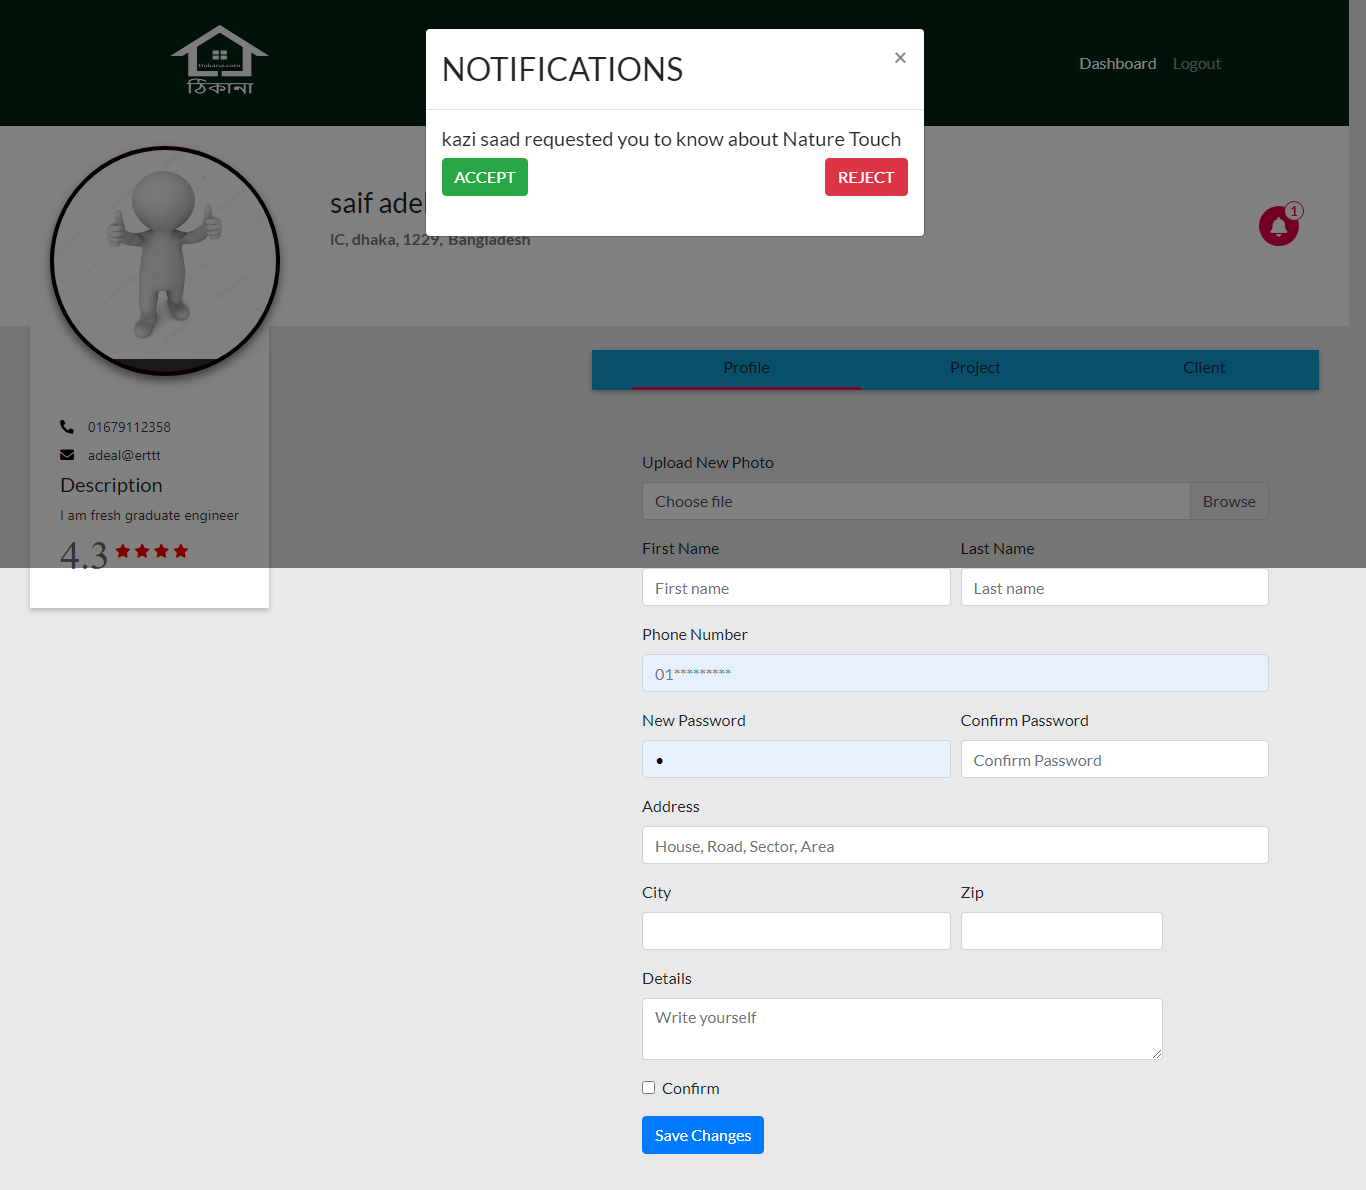 thikana.com
ঠিকানা
NOTIFICATIONS
×
Dashboard Logout
kazi saad requested you to know about Nature Touch
ACCEPT REJECT
saif adel
IC, dhaka, 1229, Bangladesh
1
Profile Project Client
01679112358
adeal@erttt
Description
I am fresh graduate engineer
4.3
Upload New Photo
Choose file Browse
First Name Last Name
First name Last name
Phone Number
01*********
New Password Confirm Password
• Confirm Password
Address
House, Road, Sector, Area
City Zip
Details
Write yourself
Confirm
Save Changes